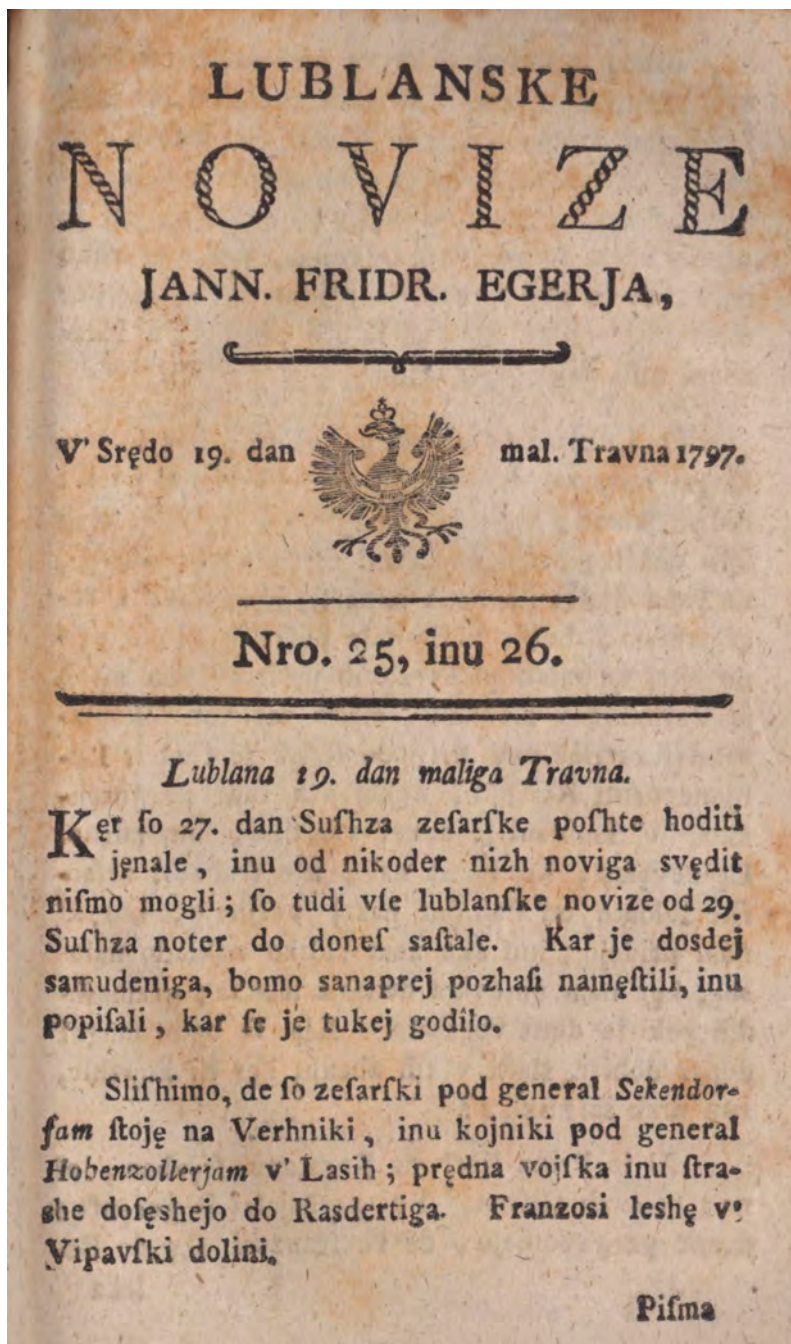 LUBLANSKE
NOVIZE
JANN. FRIDR. EGERJA,
V' Srędo 19. dan mal. Travna 1797.
Nro. 25, inu 26.
Lublana 19. dan maliga Travna.
Kęr ſo 27. dan Suſhza zeſarſke poſhte hoditi
jęnale, inu od nikoder nizh noviga svędit
niſmo mogli; ſo tudi vſe lublanſke novize od 29.
Suſhza noter do doneſ saſtale. Kar je dosdej
samudeniga, bomo sanaprej pozhaſi namęſtili, inu
popiſali, kar ſe je tukej godilo.
Sliſhimo, de ſo zeſarſki pod general Sekendor-
fam ſtoję na Verhniki, inu kojniki pod general
Hohenzollerjam v' Laſih; prędna vojſka inu ſtra-
she doſęshejo do Rasdertiga. Franzosi leshę v'
Vipavſki dolini.
Piſma